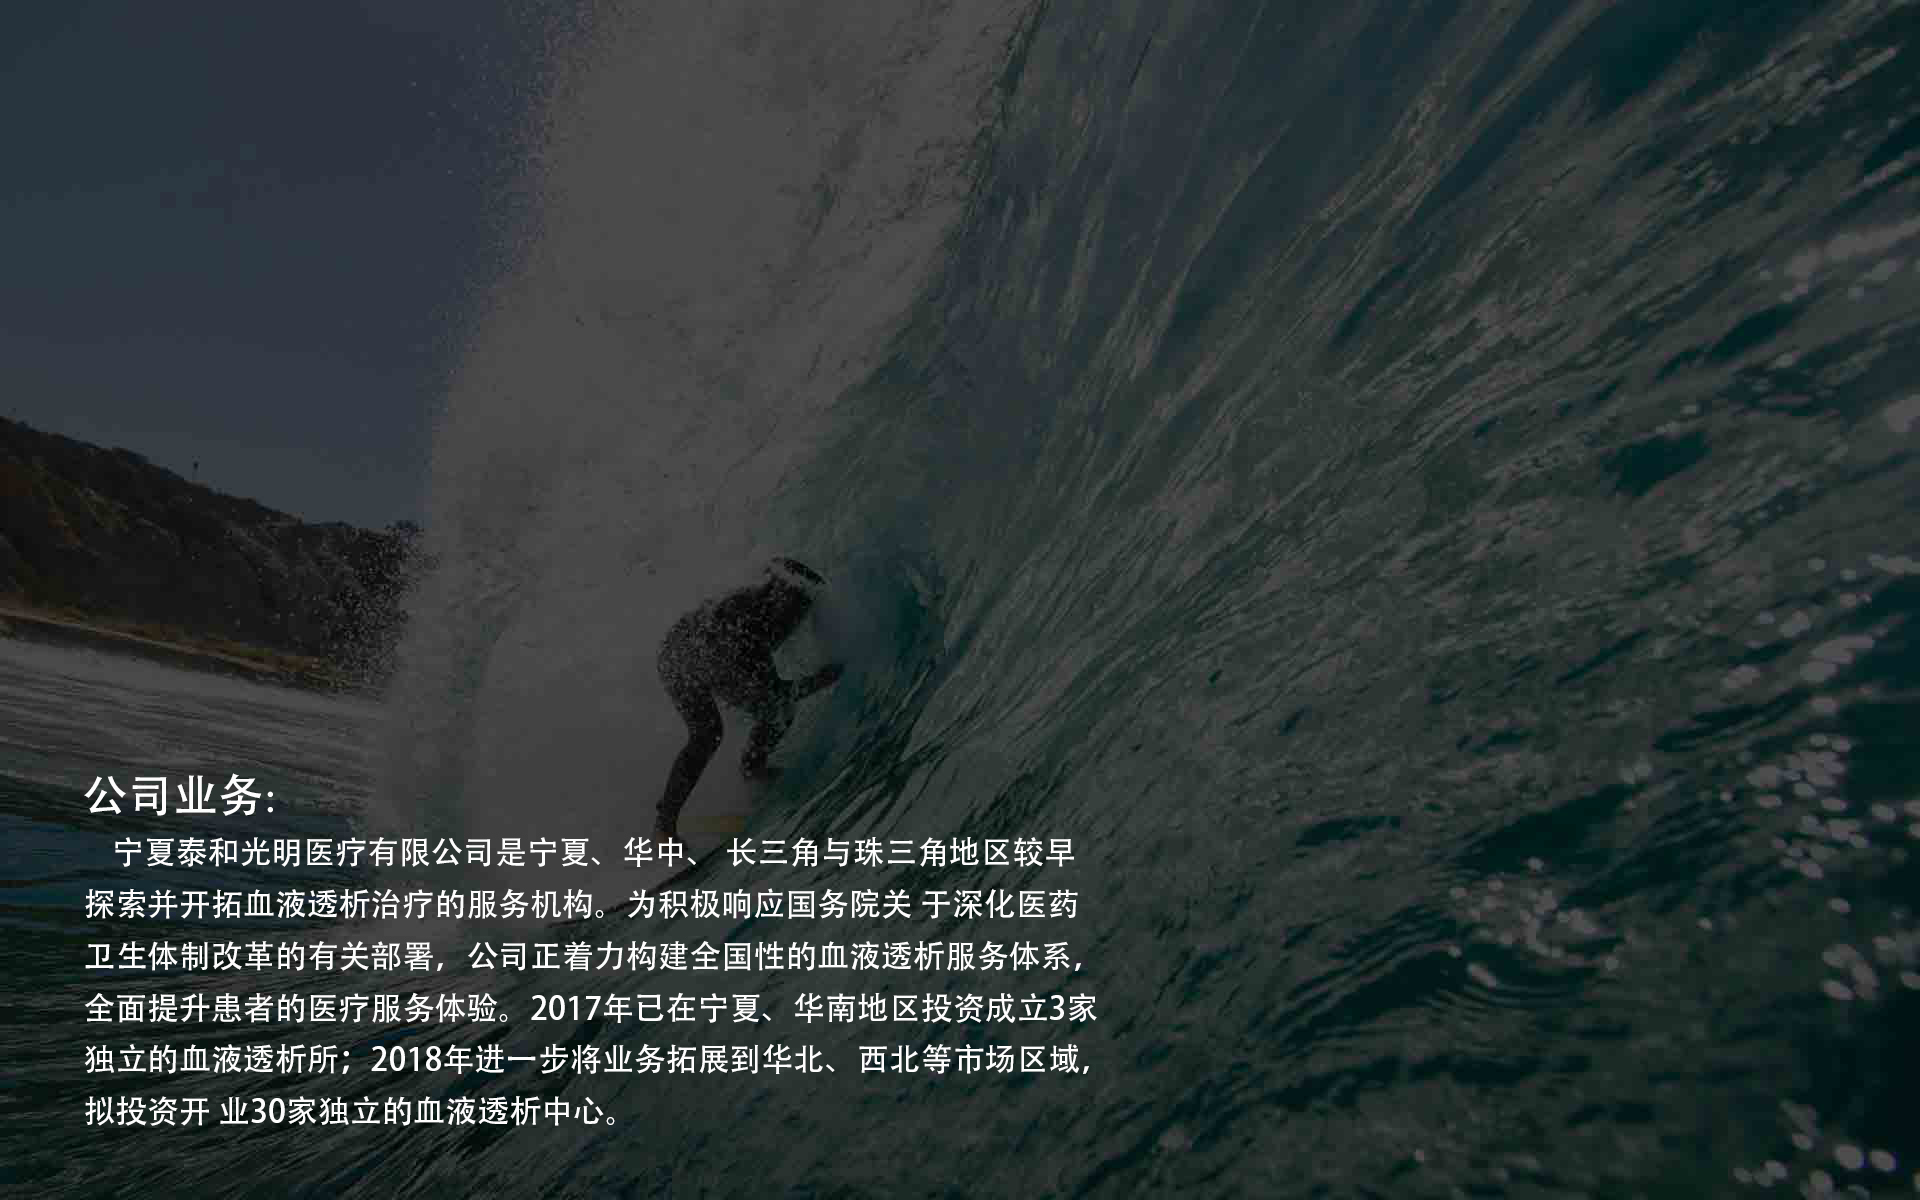 公司业务:
宁夏泰和光明医疗有限公司是宁夏、华中、 长三角与珠三角地区较早
探索并开拓血液透析治疗的服务机构。为积极响应国务院关 于深化医药
卫生体制改革的有关部署，公司正着力构建全国性的血液透析服务体系，
全面提升患者的医疗服务体验。2017年已在宁夏、华南地区投资成立3家
独立的血液透析所；2018年进一步将业务拓展到华北、西北等市场区域，
拟投资开 业30家独立的血液透析中心。